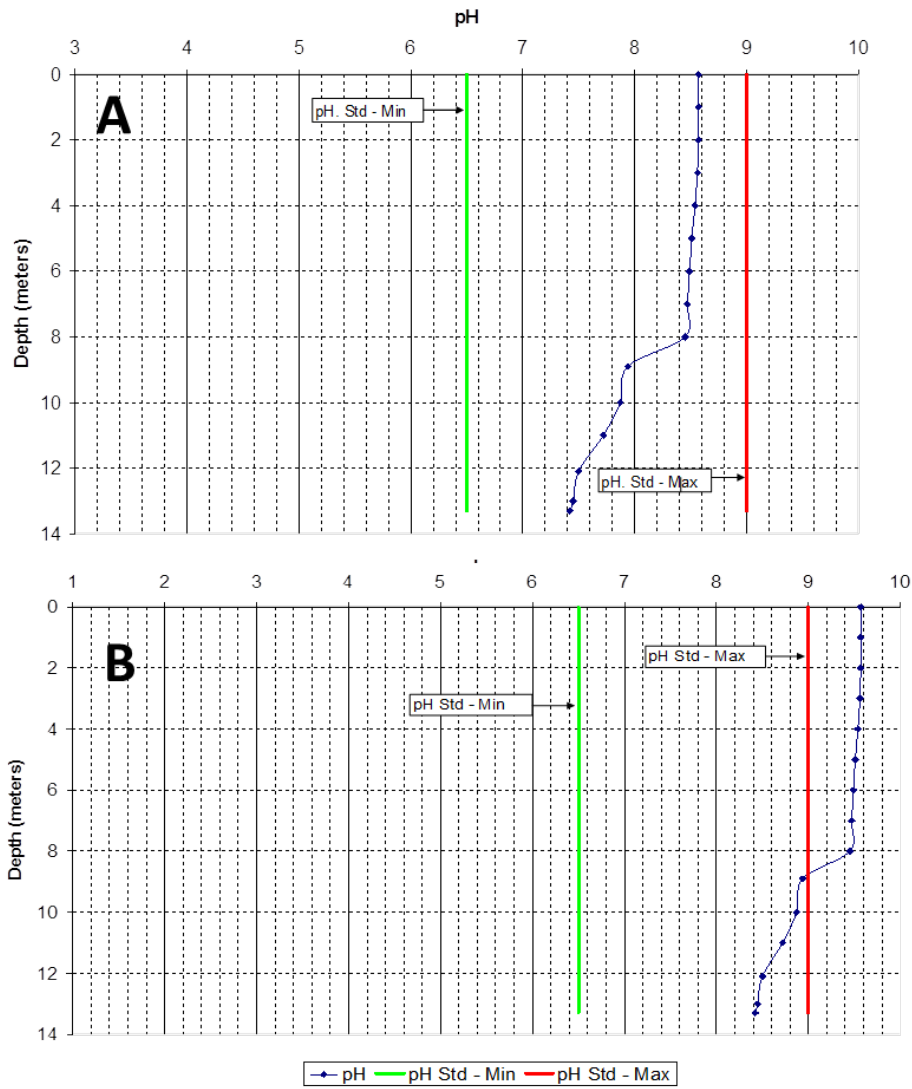 pH
3 4 5 6 7 8 9 10
0
A
pH. Std - Min
2
4
6
Depth (meters)
8
10
12
pH. Std - Max
14
1 2 3 4 5 6 7 8 9 10
0
B
pH Std - Max
2
pH Std - Min
4
6
Depth (meters)
8
10
12
14
pH pH Std - Min pH Std - Max